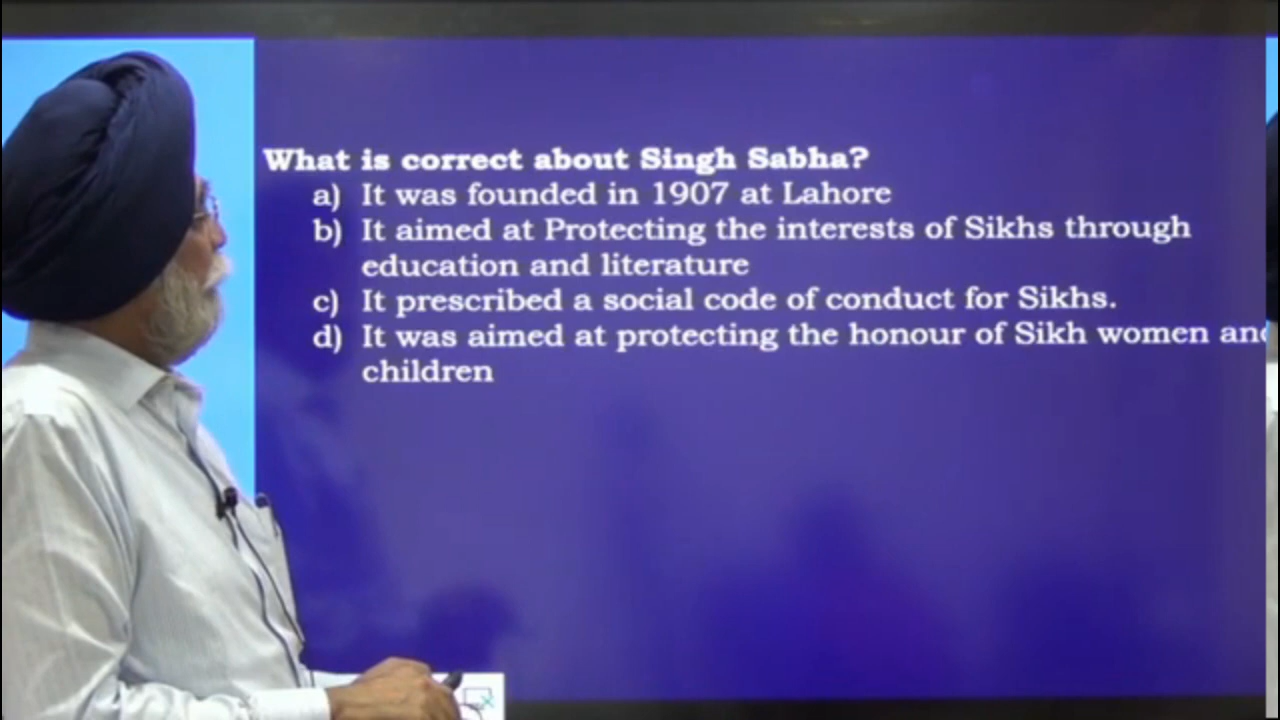 What is correct about Singh Sabha?
a) It was founded in 1907 at Lahore
b) It aimed at Protecting the interests of Sikhs through
education and literature
c) It prescribed a social code of conduct for Sikhs.
d) It was aimed at protecting the honour of Sikh women and
children